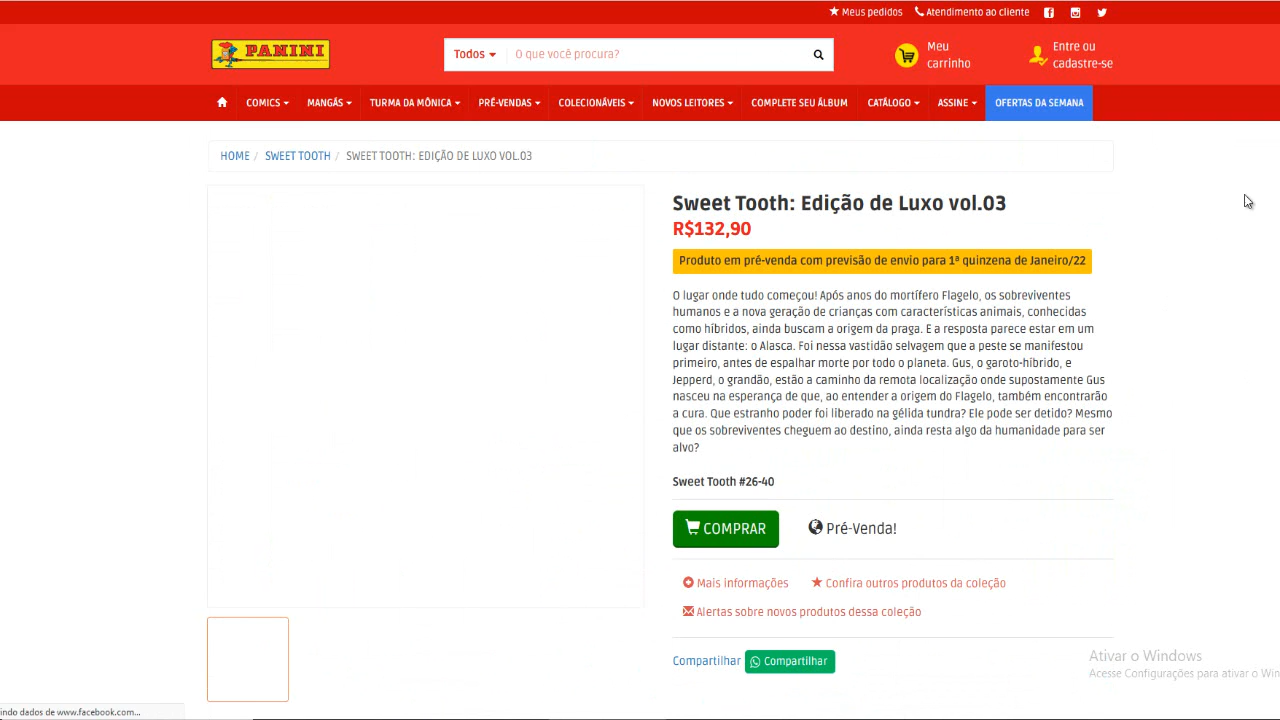 Meus pedidos Atendimento ao cliente
PANINI
Todos O que você procura?
Meu
carrinho
Entre ou
cadastre-se
COMICS MANGÁS TURMA DA MÔNICA PRÉ-VENDAS COLECIONÁVEIS NOVOS LEITORES COMPLETE SEU ÁLBUM CATÁLOGO ASSINE OFERTAS DA SEMANA
HOME / SWEET TOOTH / SWEET TOOTH: EDIÇÃO DE LUXO VOL.03
Sweet Tooth: Edição de Luxo vol.03
R$132,90
Produto em pré-venda com previsão de envio para 1ª quinzena de Janeiro/22
O lugar onde tudo começou! Após anos do mortífero Flagelo, os sobreviventes
humanos e a nova geração de crianças com características animais, conhecidas
como híbridos, ainda buscam a origem da praga. E a resposta parece estar em um
lugar distante: o Alasca. Foi nessa vastidão selvagem que a peste se manifestou
primeiro, antes de espalhar morte por todo o planeta. Gus, o garoto-híbrido, e
Jepperd, o grandão, estão a caminho da remota localização onde supostamente Gus
nasceu na esperança de que, ao entender a origem do Flagelo, também encontrarão
a cura. Que estranho poder foi liberado na gélida tundra? Ele pode ser detido? Mesmo
que os sobreviventes cheguem ao destino, ainda resta algo da humanidade para ser
alvo?
Sweet Tooth #26-40
COMPRAR Pré-Venda!
Mais informações Confira outros produtos da coleção
Alertas sobre novos produtos dessa coleção
Compartilhar Compartilhar
Ativar o Windows
Acesse Configurações para ativar o Win
indo dados de www.facebook.com...